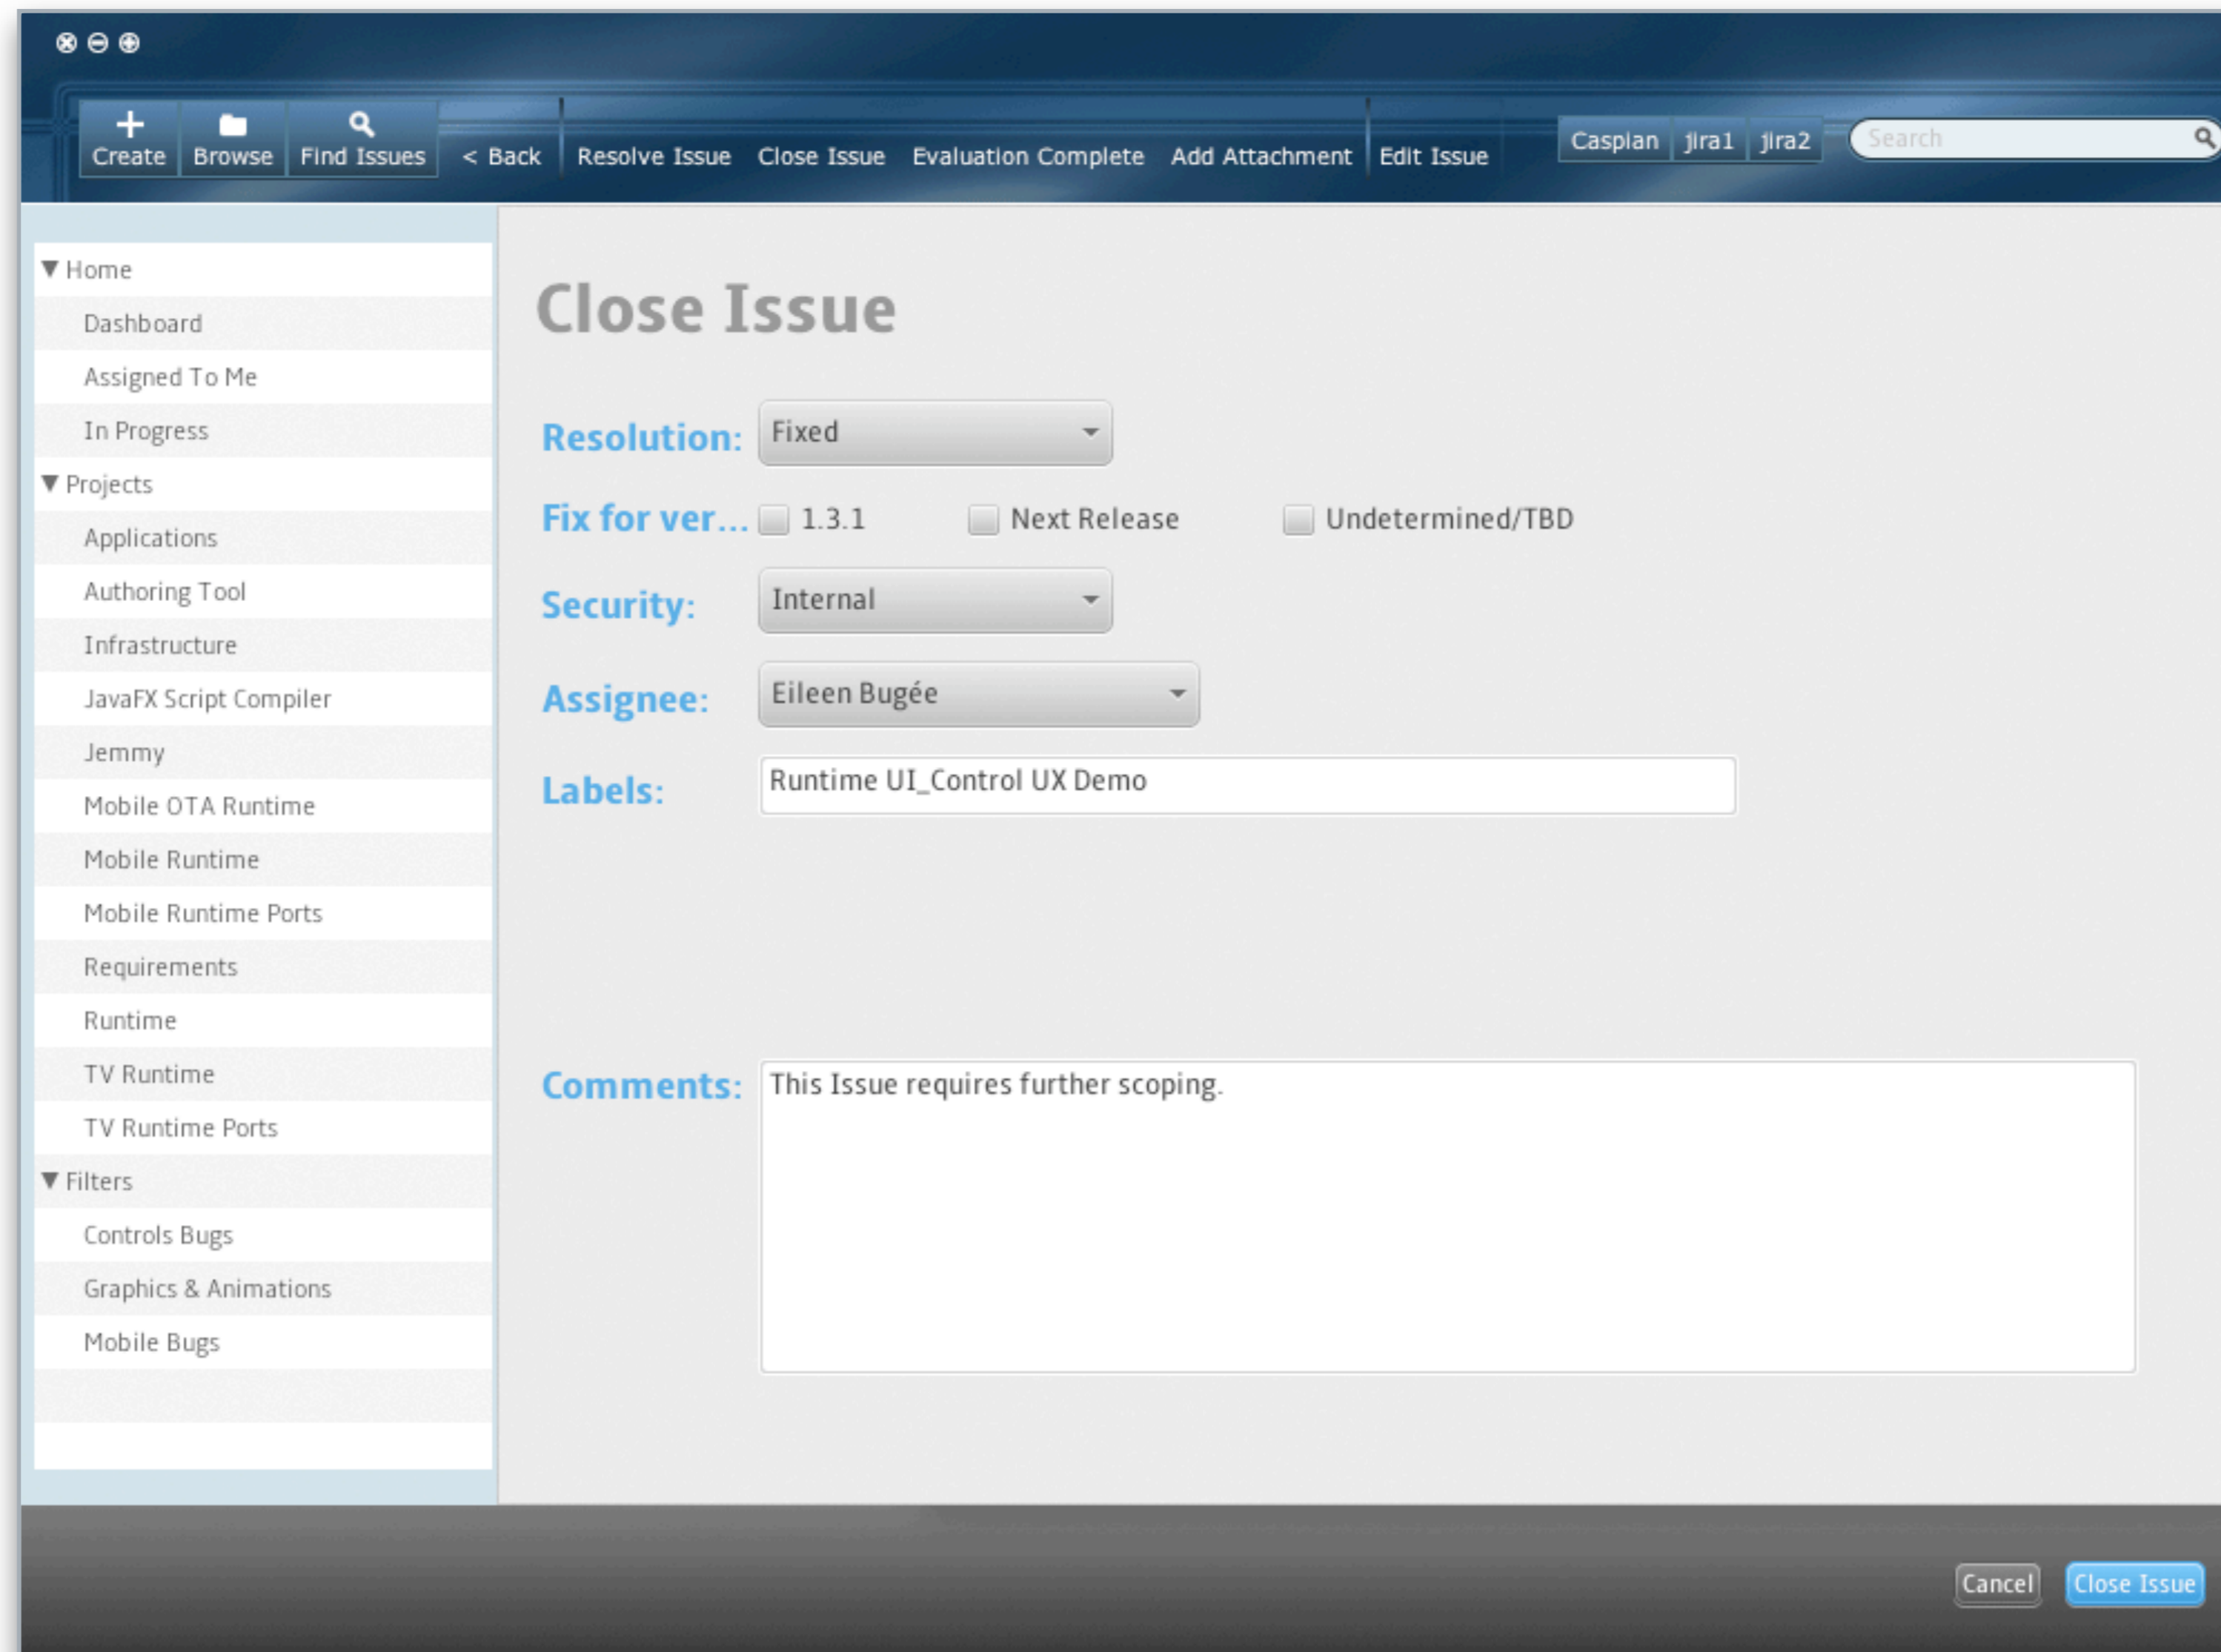 Create Browse Find Issues < Back Resolve Issue Close Issue Evaluation Complete Add Attachment Edit Issue Caspian jira1 jira2 Search
Home
Dashboard
Assigned To Me
In Progress
Projects
Applications
Authoring Tool
Infrastructure
JavaFX Script Compiler
Jemmy
Mobile OTA Runtime
Mobile Runtime
Mobile Runtime Ports
Requirements
Runtime
TV Runtime
TV Runtime Ports
Filters
Controls Bugs
Graphics & Animations
Mobile Bugs
Close Issue
Resolution: Fixed
Fix for ver... 1.3.1 Next Release Undetermined/TBD
Security: Internal
Assignee: Eileen Bugée
Labels: Runtime UI_Control UX Demo
Comments: This Issue requires further scoping.
Cancel Close Issue